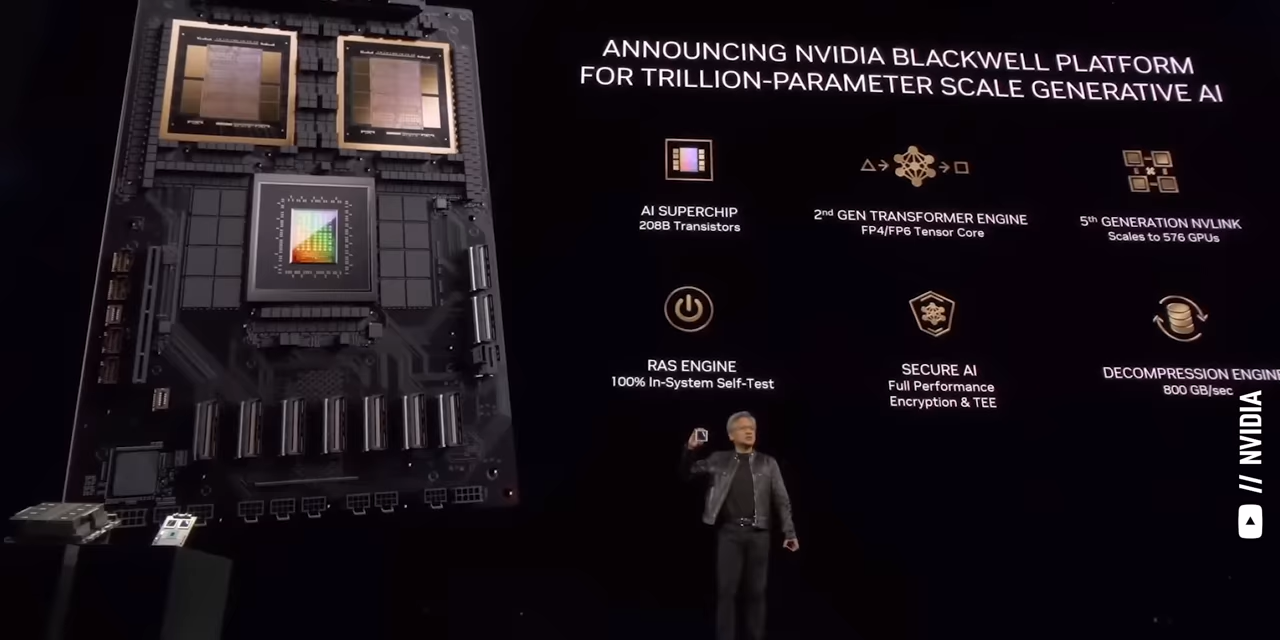 ANNOUNCING NVIDIA BLACKWELL PLATFORM
FOR TRILLION-PARAMETER SCALE GENERATIVE AI
AI SUPERCHIP
208B Transistors
2nd GEN TRANSFORMER ENGINE
FP4/FP6 Tensor Core
5th GENERATION NVLINK
Scales to 576 GPUs
RAS ENGINE
100% In-System Self-Test
SECURE AI
Full Performance
Encryption & TEE
DECOMPRESSION ENGINE
800 GB/sec
// NVIDIA